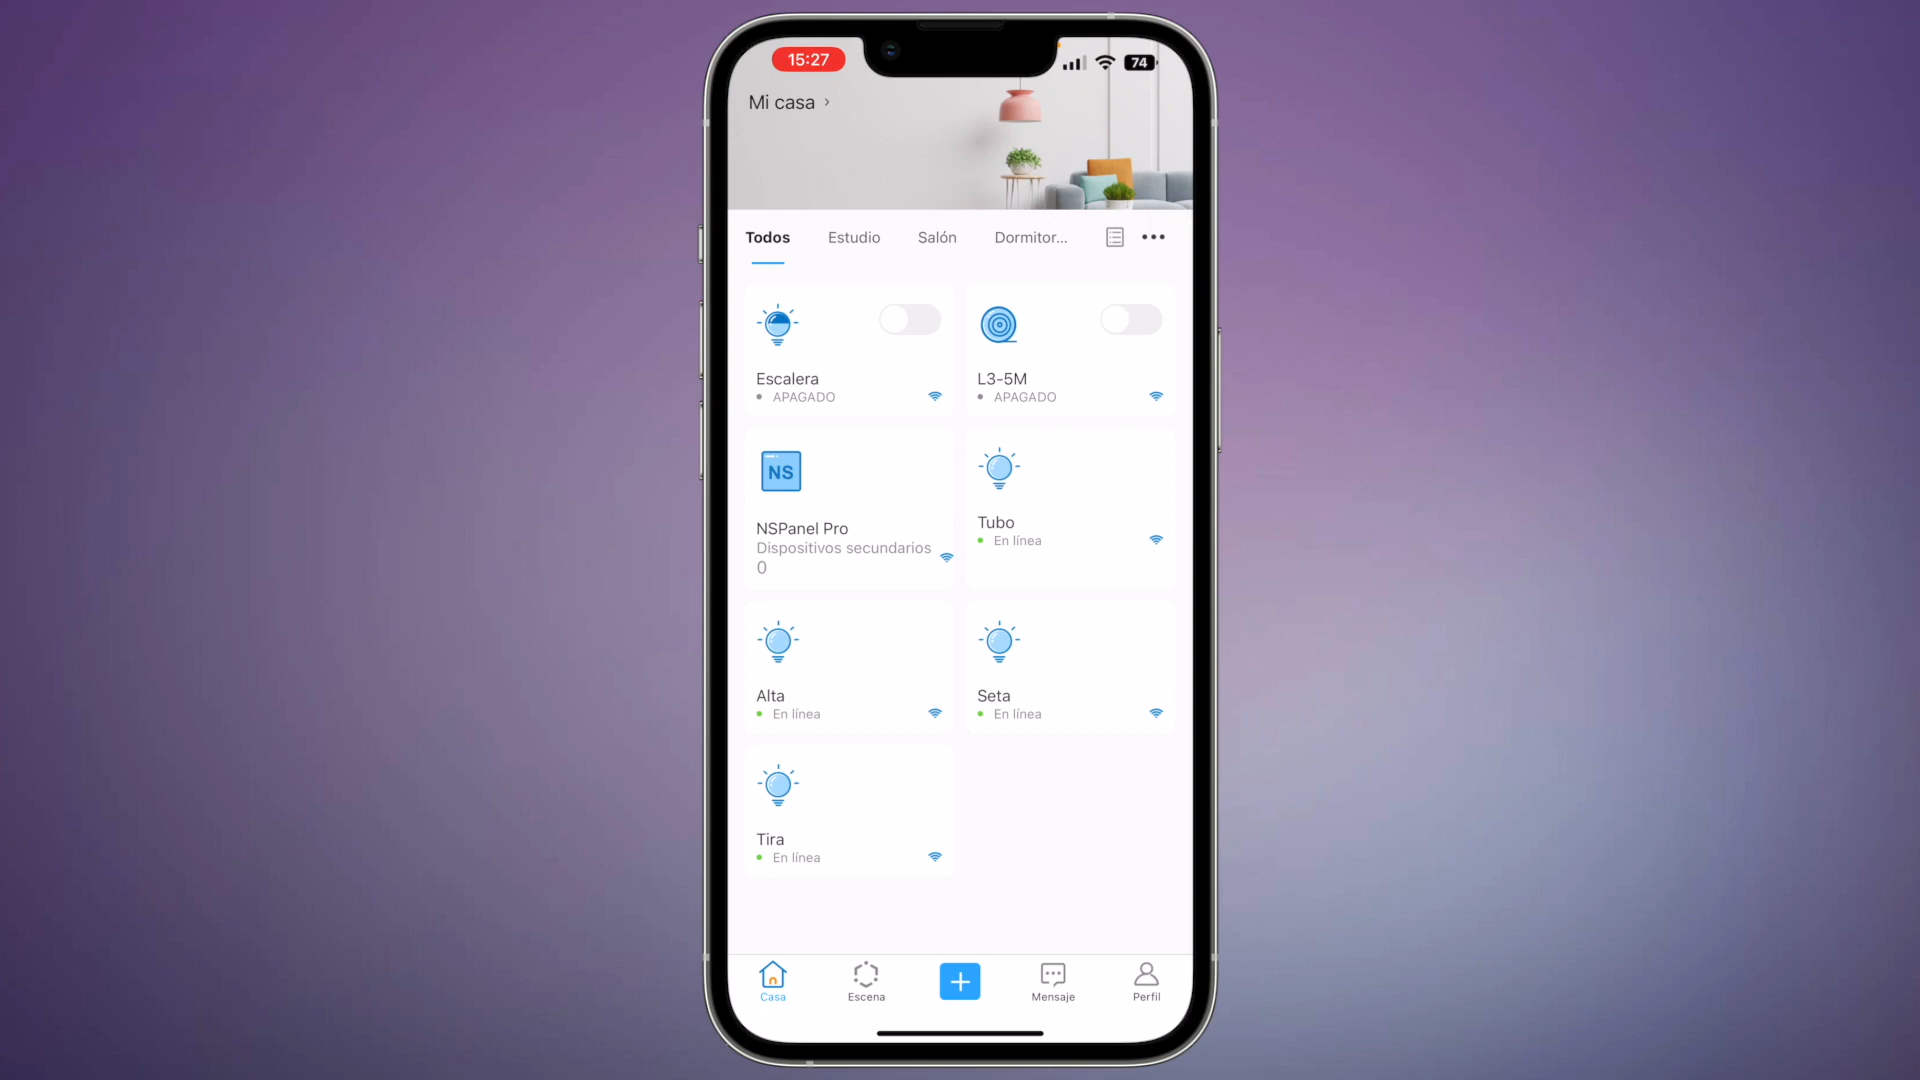 15:27
74
Mi casa ›
Todos
Estudio
Salón
Dormitor...
Escalera
APAGADO
L3-5M
APAGADO
NS
NSPanel Pro
Dispositivos secundarios
0
Tubo
En línea
Alta
En línea
Seta
En línea
Tira
En línea
Casa
Escena
Mensaje
Perfil